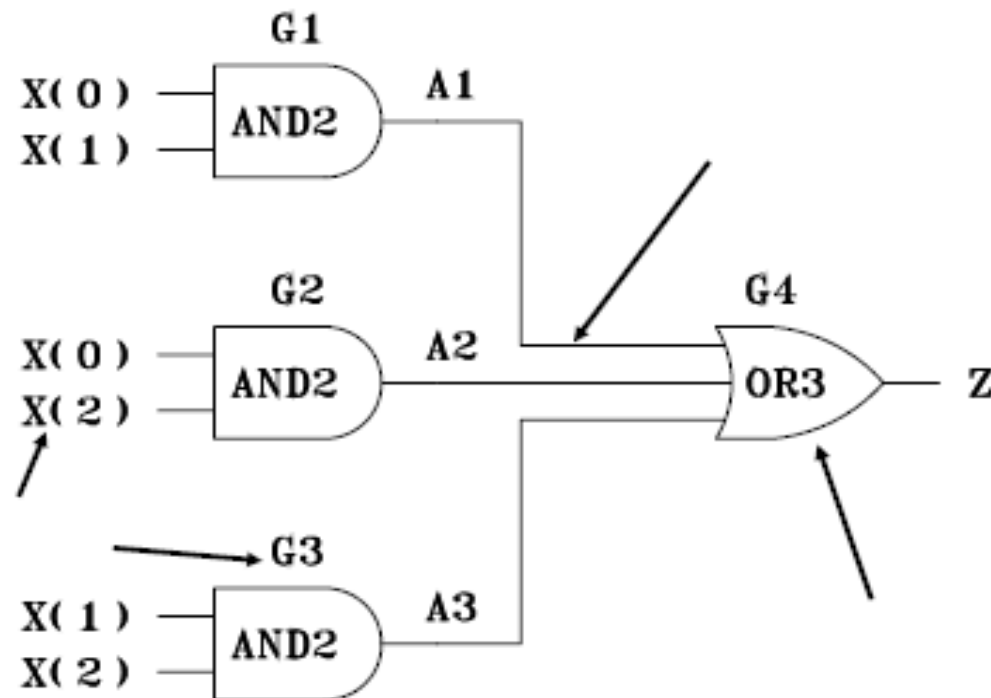 G1
X(0)
AND2
A1
X(1)
G2
G4
X(0)
AND2
A2
OR3
Z
X(2)
G3
X(1)
AND2
A3
X(2)